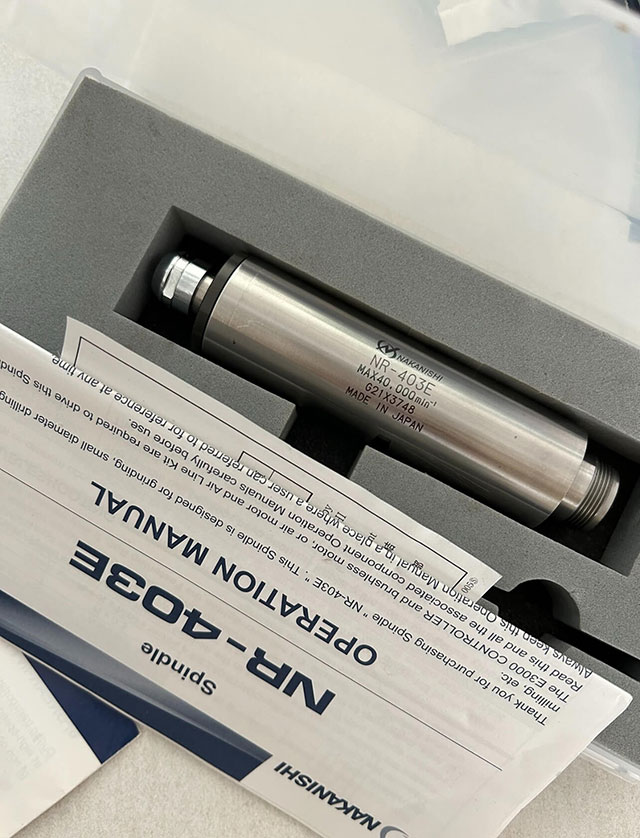 NAKANISHI
NR-403E
MAX40,000min⁻¹
G21X3748
MADE IN JAPAN
NAKANISHI
Spindle
NR-403E
OPERATION MANUAL
Thank you for purchasing Spindle " NR-403E ". This Spindle is designed for grinding, small diameter drilling
milling, etc.
The E3000 CONTROLLER and brushless motor, or air motor and Air Line Kit are required to drive this Spindle
Read this and all the associated component Operation Manuals carefully before use.
Always keep this Operation Manual in a place where a user can referred to for reference at any time